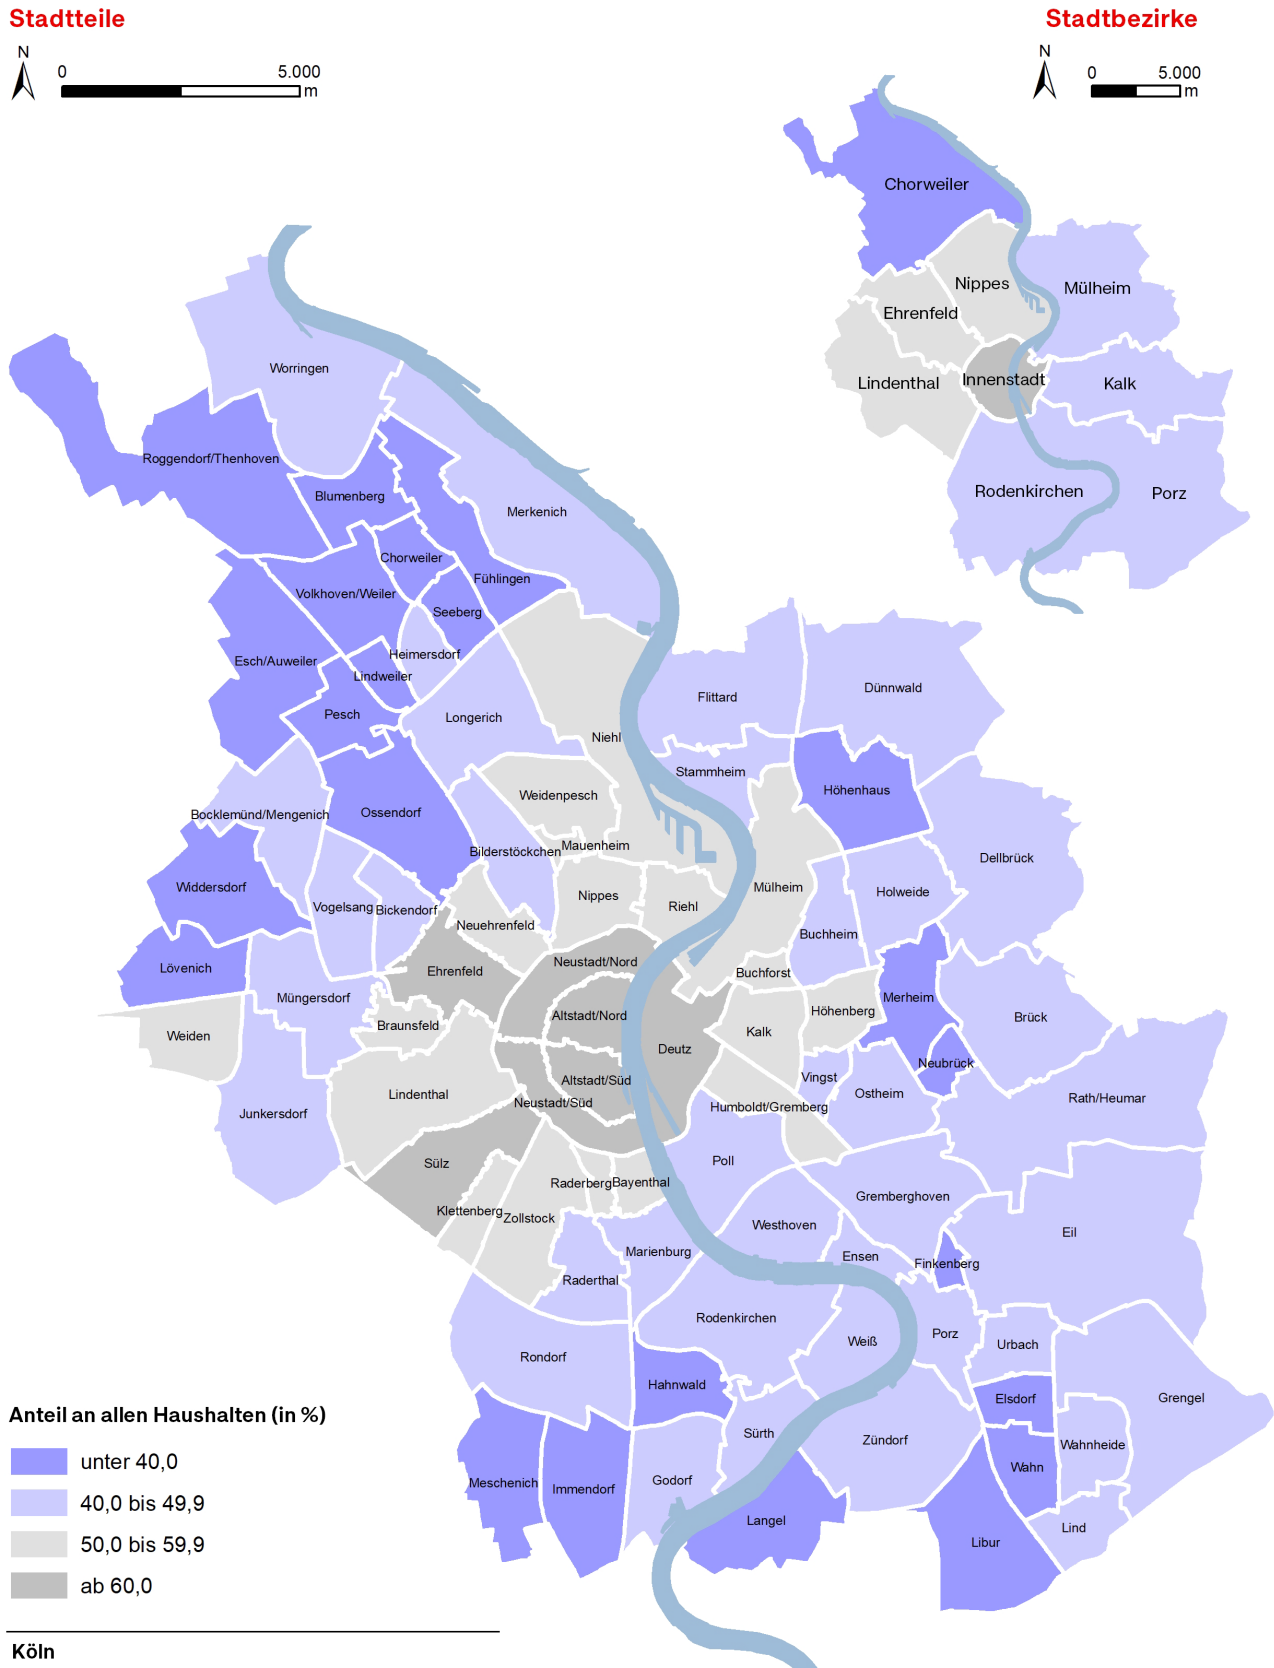 Stadtteile
Stadtbezirke
N
0
5.000
m
N
0
5.000
m
Chorweiler
Nippes
Mülheim
Ehrenfeld
Lindenthal
Innenstadt
Kalk
Rodenkirchen
Porz
Worringen
Roggendorf/Thenhoven
Blumenberg
Merkenich
Chorweiler
Fühlingen
Volkhoven/Weiler
Seeberg
Heimersdorf
Esch/Auweiler
Lindweiler
Pesch
Longerich
Flittard
Dünnwald
Niehl
Stammheim
Höhenhaus
Weidenpesch
Ossendorf
Bocklemünd/Mengenich
Mauenheim
Bilderstöckchen
Dellbrück
Widdersdorf
Mülheim
Nippes
Holweide
Riehl
Vogelsang
Bickendorf
Neuehrenfeld
Buchheim
Neustadt/Nord
Lövenich
Ehrenfeld
Buchforst
Müngersdorf
Merheim
Höhenberg
Altstadt/Nord
Brück
Braunsfeld
Weiden
Kalk
Deutz
Neubrück
Vingst
Altstadt/Süd
Lindenthal
Ostheim
Rath/Heumar
Neustadt/Süd
Humboldt/Gremberg
Junkersdorf
Sülz
Poll
Raderberg
Bayenthal
Gremberghoven
Klettenberg
Zollstock
Westhoven
Eil
Marienburg
Ensen
Finkenberg
Raderthal
Rodenkirchen
Porz
Weiß
Urbach
Rondorf
Hahnwald
Elsdorf
Grengel
Sürth
Zündorf
Wahnheide
Wahn
Godorf
Meschenich
Immendorf
Langel
Lind
Libur
Anteil an allen Haushalten (in %)
unter 40,0
40,0 bis 49,9
50,0 bis 59,9
ab 60,0
Köln